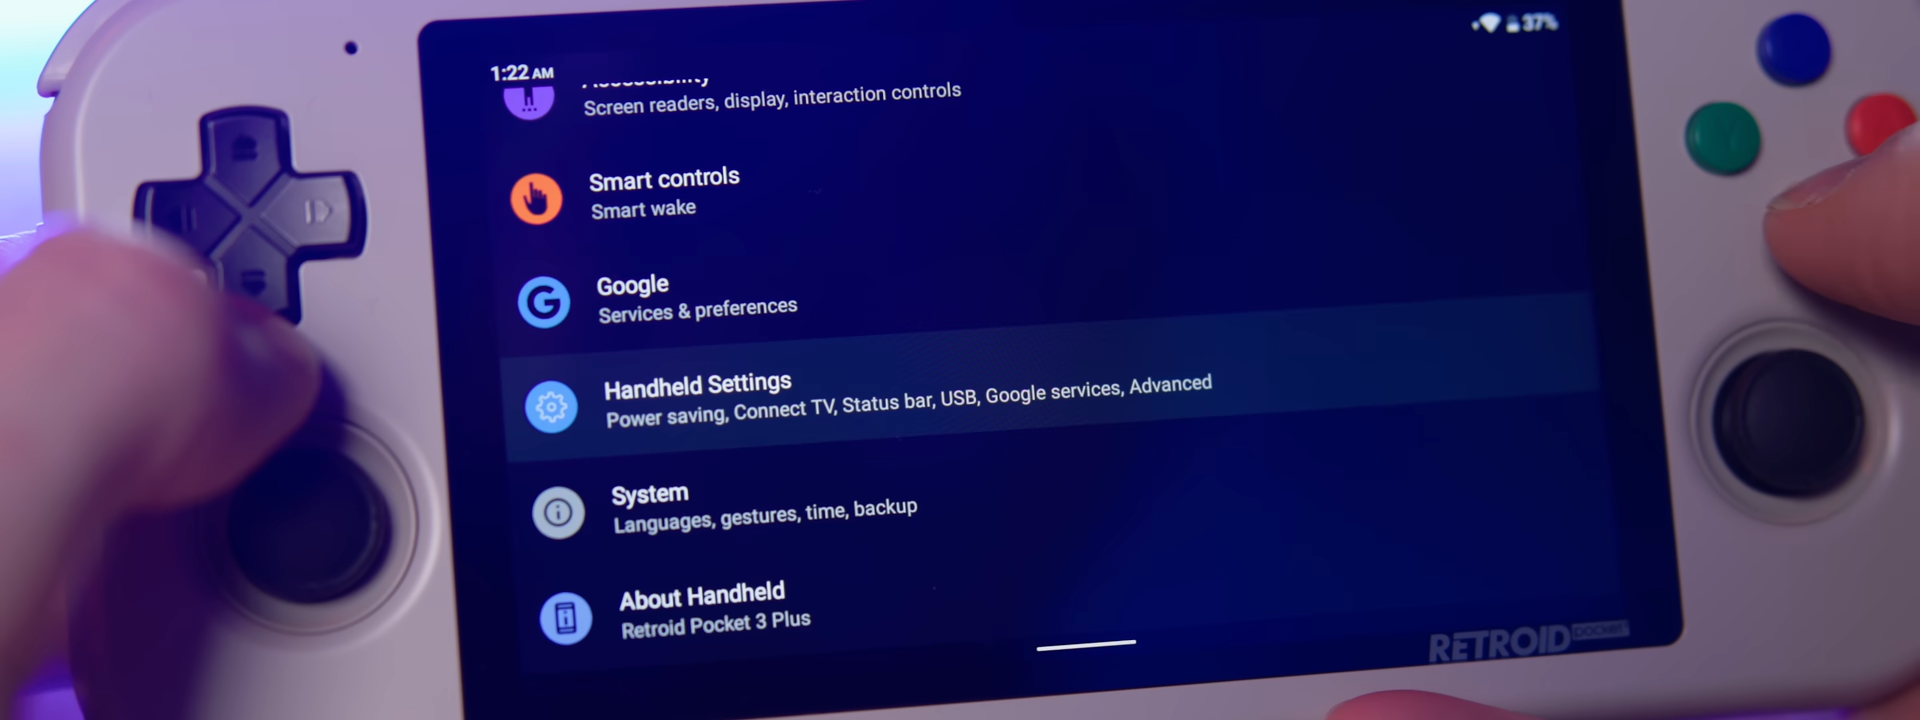 1:22 AM
37%
Accessibility
Screen readers, display, interaction controls
Smart controls
Smart wake
Google
Services & preferences
Handheld Settings
Power saving, Connect TV, Status bar, USB, Google services, Advanced
System
Languages, gestures, time, backup
About Handheld
Retroid Pocket 3 Plus
RETROID POCKET